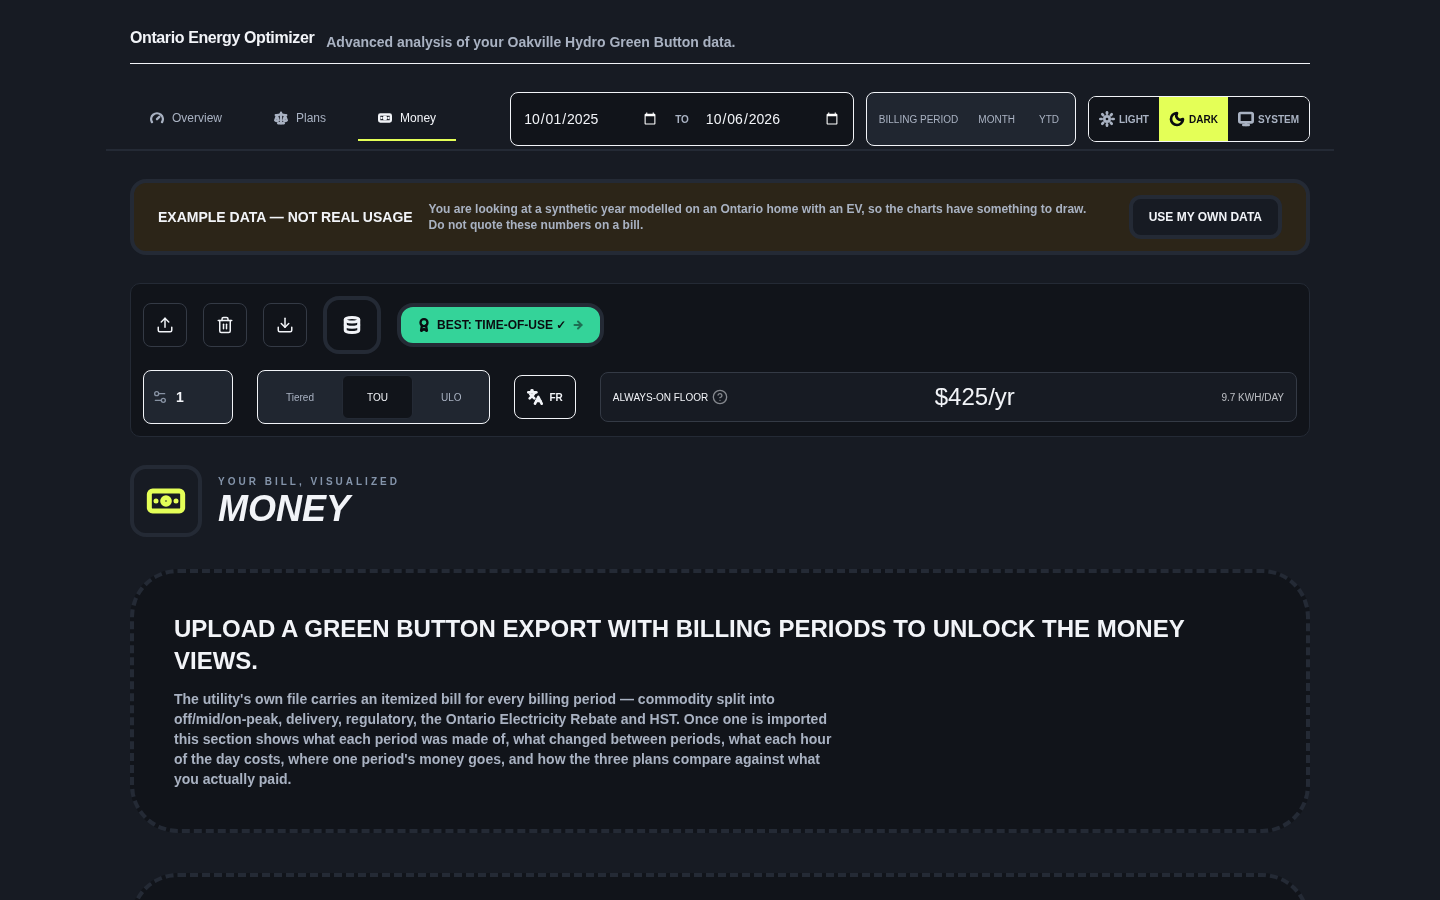 Ontario Energy Optimizer
Advanced analysis of your Oakville Hydro Green Button data.
Overview
Plans
Money
10/01/2025
TO
10/06/2026
BILLING PERIOD
MONTH
YTD
LIGHT
DARK
SYSTEM
EXAMPLE DATA — NOT REAL USAGE
You are looking at a synthetic year modelled on an Ontario home with an EV, so the charts have something to draw.
Do not quote these numbers on a bill.
USE MY OWN DATA
BEST: TIME-OF-USE ✓ →
1
Tiered
TOU
ULO
FR
ALWAYS-ON FLOOR
$425/yr
9.7 KWH/DAY
YOUR BILL, VISUALIZED
MONEY
UPLOAD A GREEN BUTTON EXPORT WITH BILLING PERIODS TO UNLOCK THE MONEY
VIEWS.
The utility's own file carries an itemized bill for every billing period — commodity split into
off/mid/on-peak, delivery, regulatory, the Ontario Electricity Rebate and HST. Once one is imported
this section shows what each period was made of, what changed between periods, what each hour
of the day costs, where one period's money goes, and how the three plans compare against what
you actually paid.